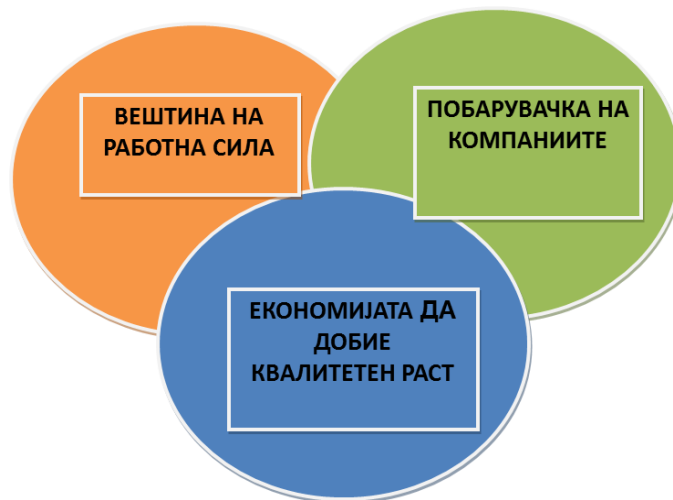 ВЕШТИНА НА
РАБОТНА СИЛА
ПОБАРУВАЧКА НА
КОМПАНИИТЕ
ЕКОНОМИЈАТА ДА
ДОБИЕ
КВАЛИТЕТЕН РАСТ